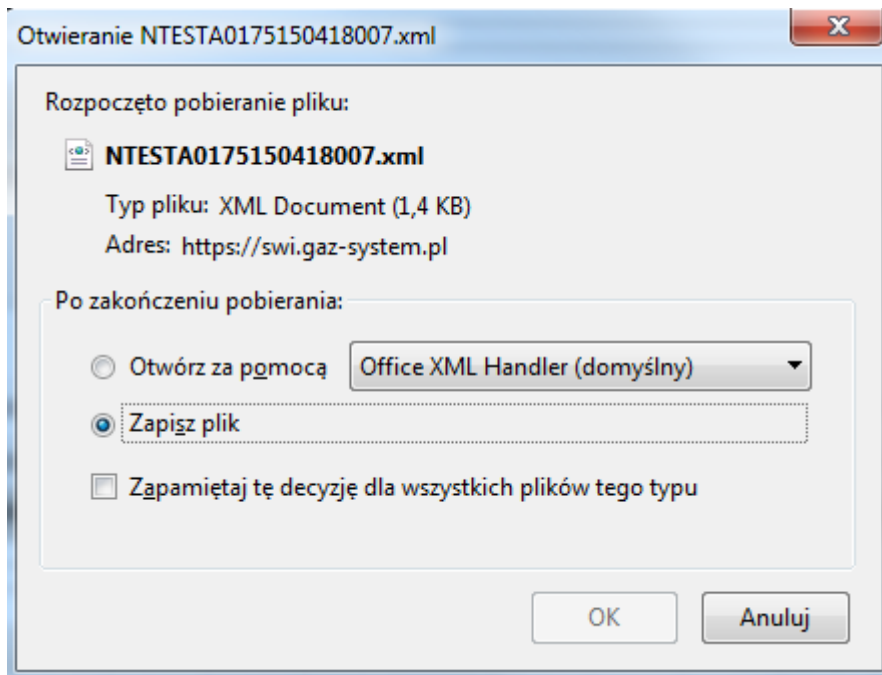 Otwieranie NTESTA0175150418007.xml
Rozpoczęto pobieranie pliku:
NTESTA0175150418007.xml
Typ pliku: XML Document (1,4 KB)
Adres: https://swi.gaz-system.pl
Po zakończeniu pobierania:
Otwórz za pomocą Office XML Handler (domyślny)
Zapisz plik
Zapamiętaj tę decyzję dla wszystkich plików tego typu
OK Anuluj